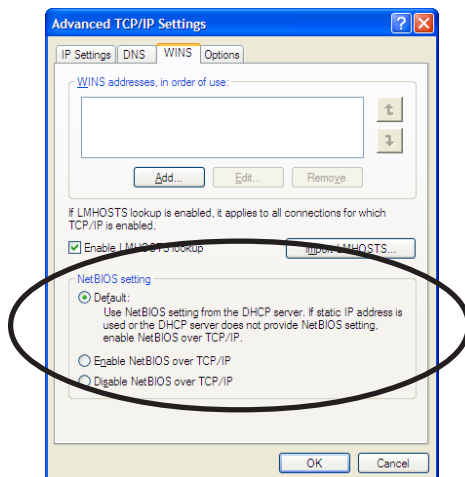 Advanced TCP/IP Settings
IP Settings DNS WINS Options
WINS addresses, in order of use:
Add... Edit... Remove
If LMHOSTS lookup is enabled, it applies to all connections for which
TCP/IP is enabled.
Enable LMHOSTS lookup Import LMHOSTS...
NetBIOS setting
Default:
Use NetBIOS setting from the DHCP server. If static IP address is
used or the DHCP server does not provide NetBIOS setting,
enable NetBIOS over TCP/IP.
Enable NetBIOS over TCP/IP
Disable NetBIOS over TCP/IP
OK Cancel